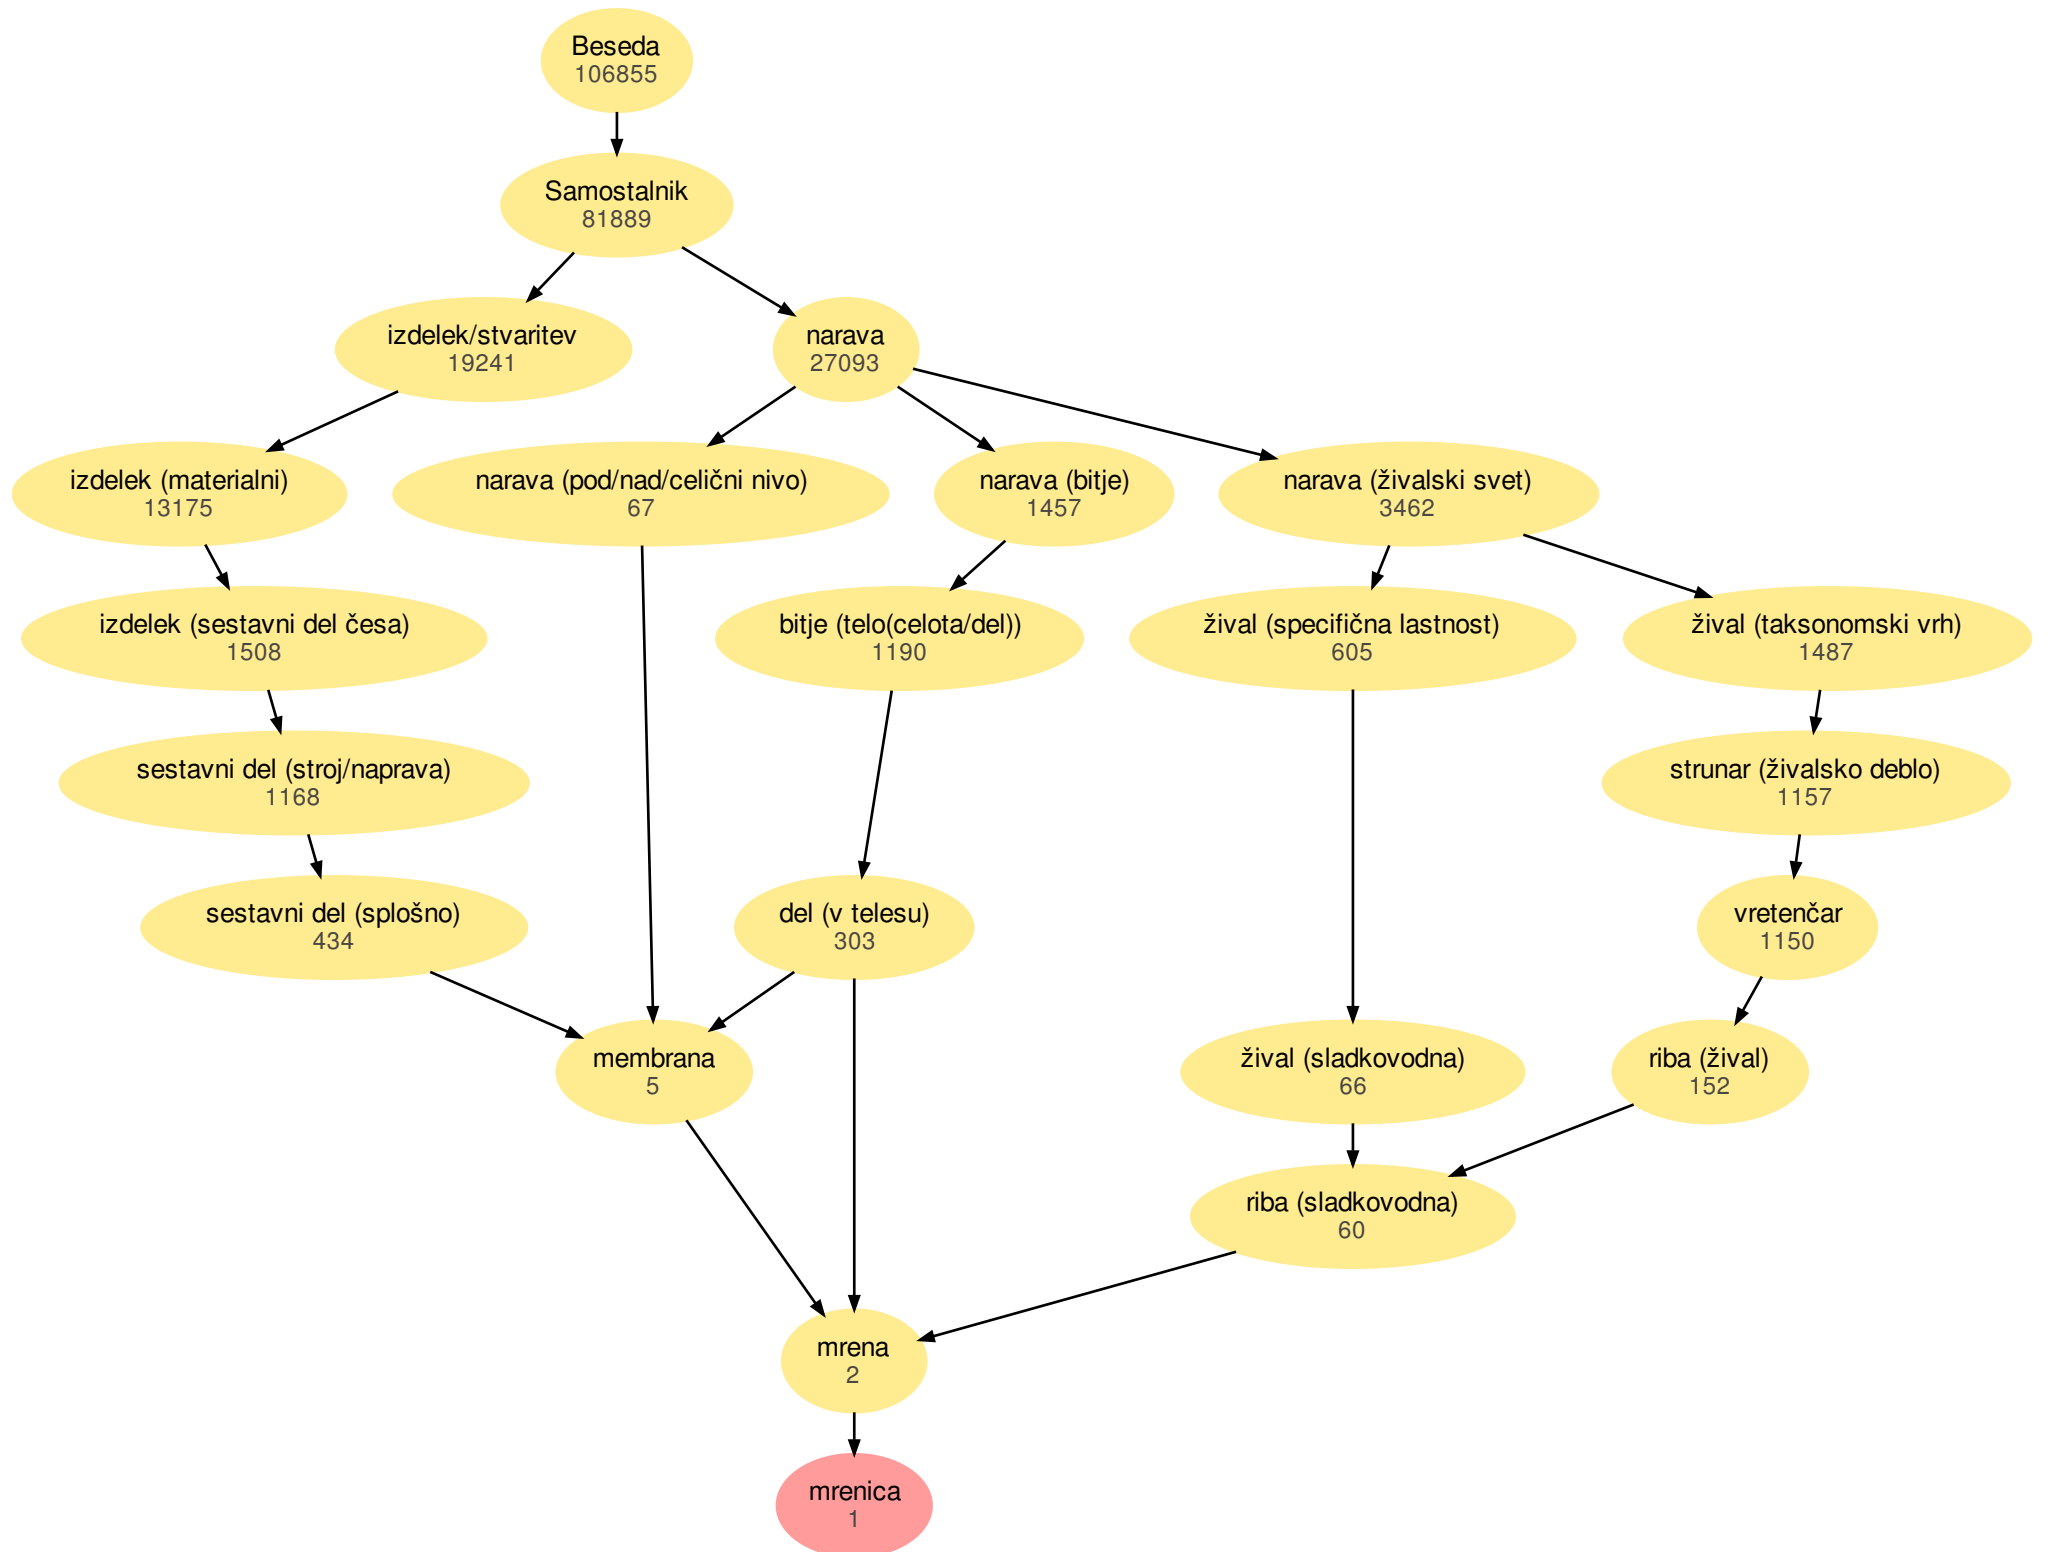 Beseda
106855
Samostalnik
81889
izdelek/stvaritev
19241
narava
27093
izdelek (materialni)
13175
narava (pod/nad/celični nivo)
67
narava (bitje)
1457
narava (živalski svet)
3462
izdelek (sestavni del česa)
1508
bitje (telo(celota/del))
1190
žival (specifična lastnost)
605
žival (taksonomski vrh)
1487
sestavni del (stroj/naprava)
1168
strunar (živalsko deblo)
1157
sestavni del (splošno)
434
del (v telesu)
303
vretenčar
1150
membrana
5
žival (sladkovodna)
66
riba (žival)
152
riba (sladkovodna)
60
mrena
2
mrenica
1